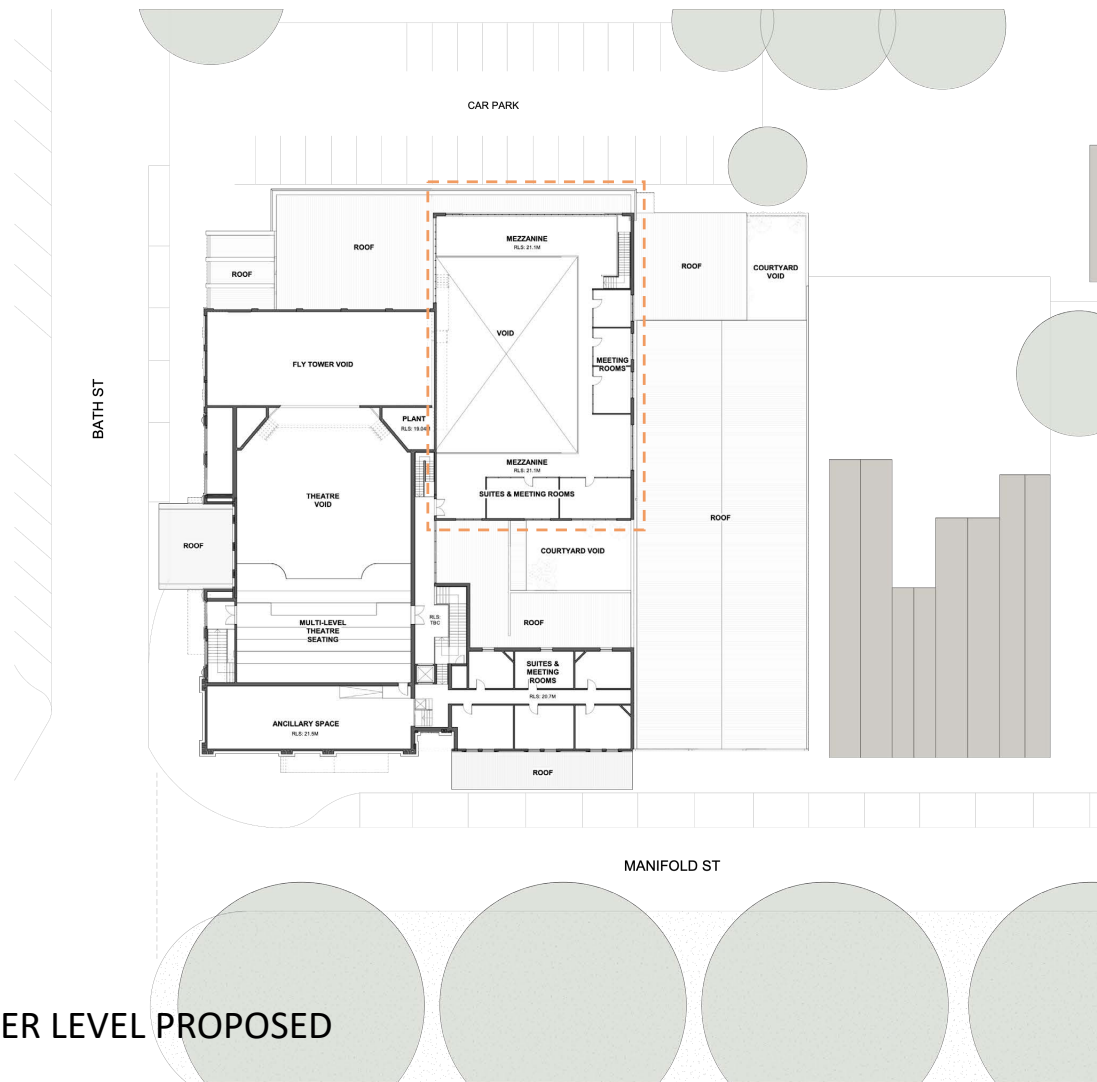 CAR PARK
MEZZANINE
RLS: 21.1M
ROOF
ROOF
COURTYARD
VOID
ROOF
VOID
FLY TOWER VOID
MEETING
ROOMS
BATH ST
PLANT
RLS: 19.04M
MEZZANINE
RLS: 21.1M
SUITES & MEETING ROOMS
THEATRE
VOID
ROOF
ROOF
COURTYARD VOID
MULTI-LEVEL
THEATRE
SEATING
RLS:
TBC
ROOF
SUITES &
MEETING
ROOMS
RLS: 20.7M
ANCILLARY SPACE
RLS: 21.5M
ROOF
MANIFOLD ST
ER LEVEL PROPOSED